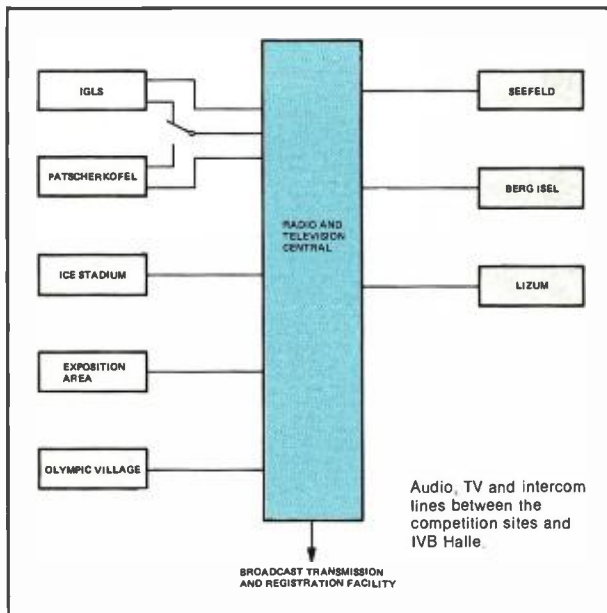 IGLS
PATSCHERKOFEL
ICE STADIUM
EXPOSITION
AREA
OLYMPIC VILLAGE
RADIO AND
TELEVISION
CENTRAL
SEEFELD
BERG ISEL
LIZUM
Audio, TV and intercom
lines between the
competition sites and
IVB Halle.
BROADCAST TRANSMISSION
AND REGISTRATION FACILITY